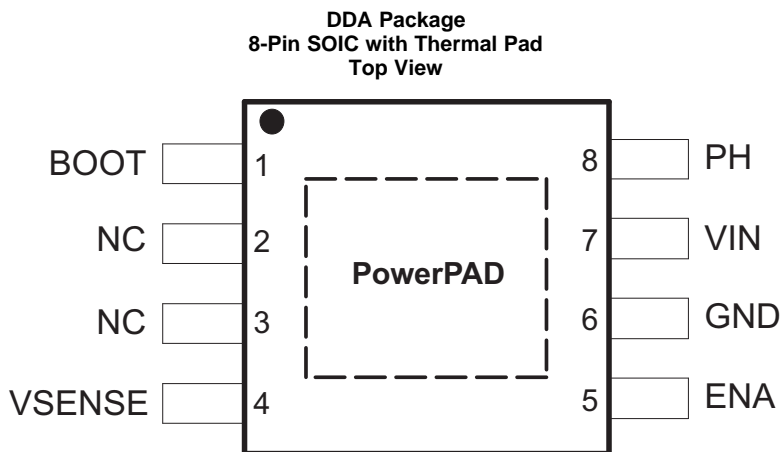 DDA Package
8-Pin SOIC with Thermal Pad
Top View
BOOT 1 8 PH
NC 2 7 VIN
PowerPAD
NC 3 6 GND
VSENSE 4 5 ENA